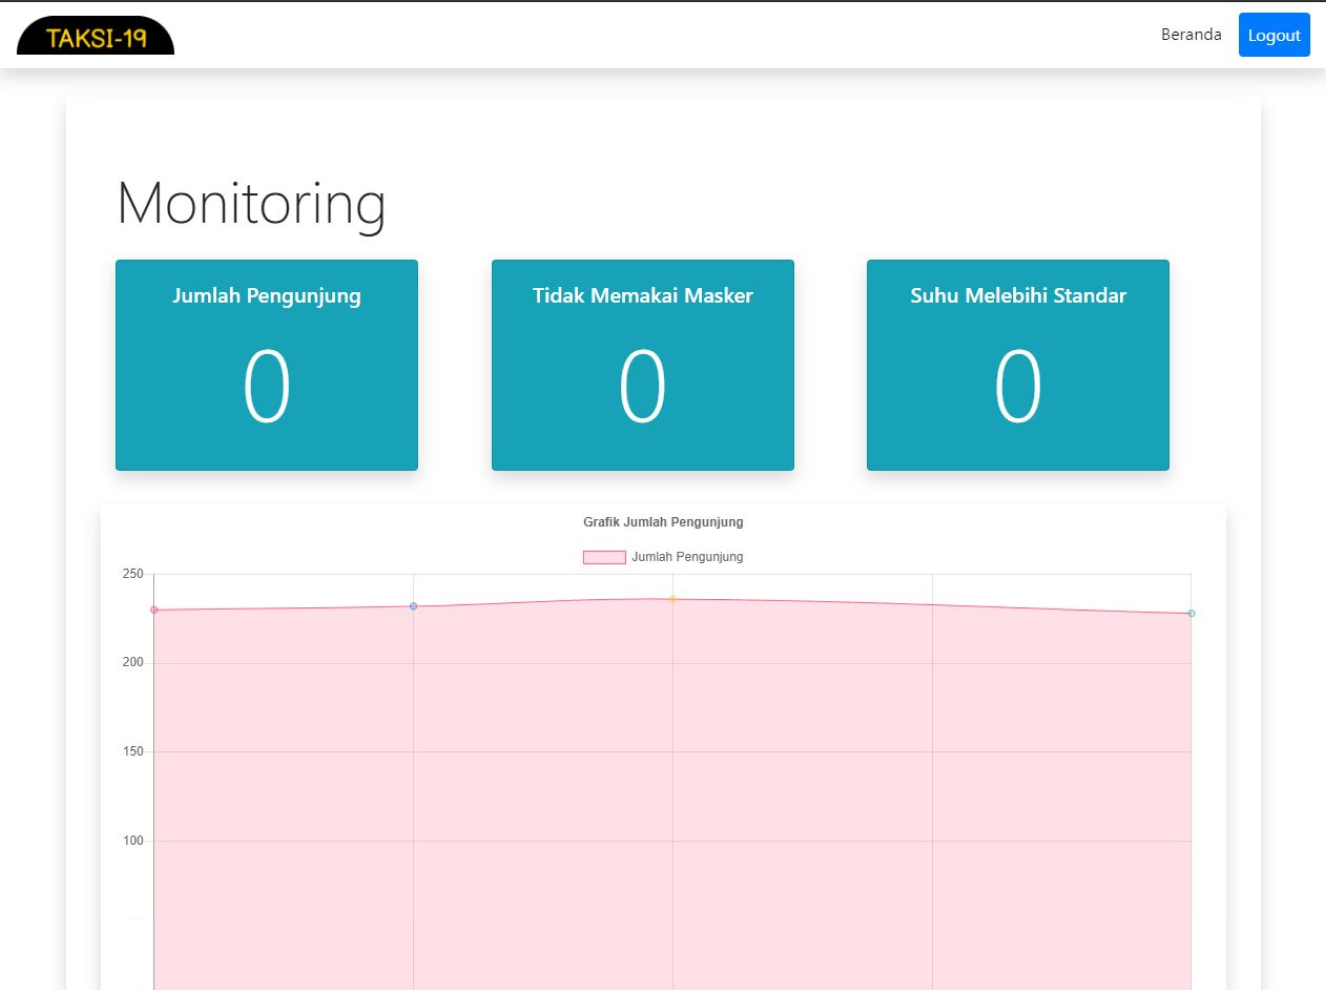 TAKSI-19
Beranda
Logout
Monitoring
Jumlah Pengunjung
0
Tidak Memakai Masker
0
Suhu Melebihi Standar
0
Grafik Jumlah Pengunjung
Jumlah Pengunjung
250
200
150
100